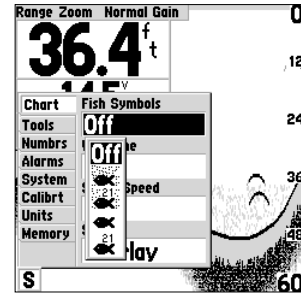 Range Zoom Normal Gain
36.4 ft
0
12
Chart
Tools
Numbrs
Alarms
System
Calibrt
Units
Memory
Fish Symbols
Off
Off
21
21
Speed
lay
24
36
48
60
S